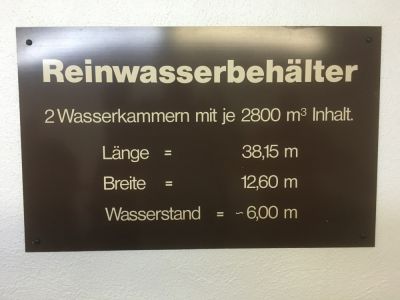 Reinwasserbehälter
2 Wasserkammern mit je 2800 m³ Inhalt.
Länge = 38,15 m
Breite = 12,60 m
Wasserstand = ~6,00 m